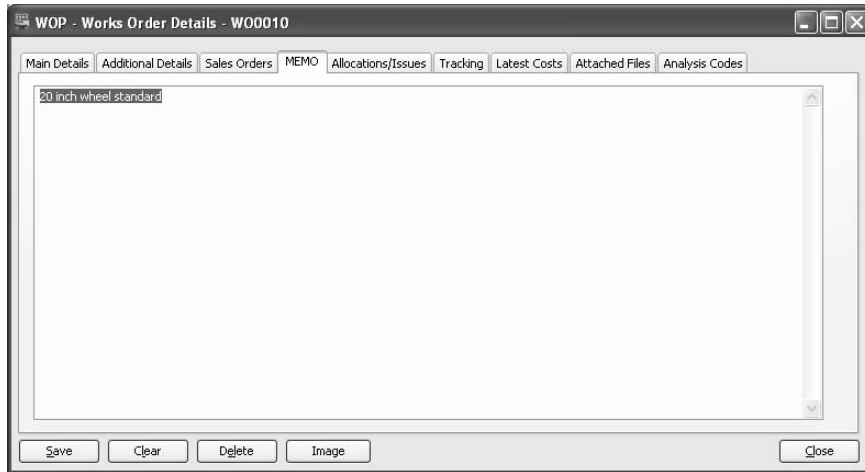 WOP - Works Order Details - WO0010
Main Details Additional Details Sales Orders MEMO Allocations/Issues Tracking Latest Costs Attached Files Analysis Codes
20 inch wheel standard
Save Clear Delete Image Close